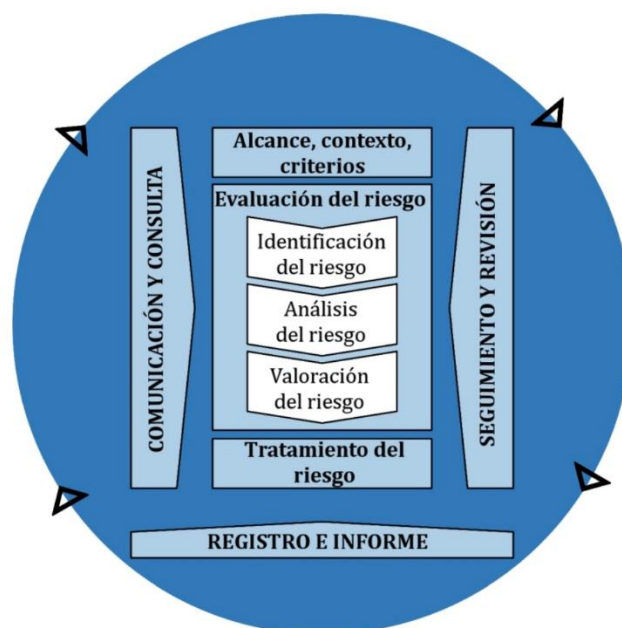 Alcance, contexto,
criterios
COMUNICACIÓN Y CONSULTA
Evaluación del riesgo
Identificación
del riesgo
Análisis
del riesgo
Valoración
del riesgo
SEGUIMIENTO Y REVISIÓN
Tratamiento del
riesgo
REGISTRO E INFORME